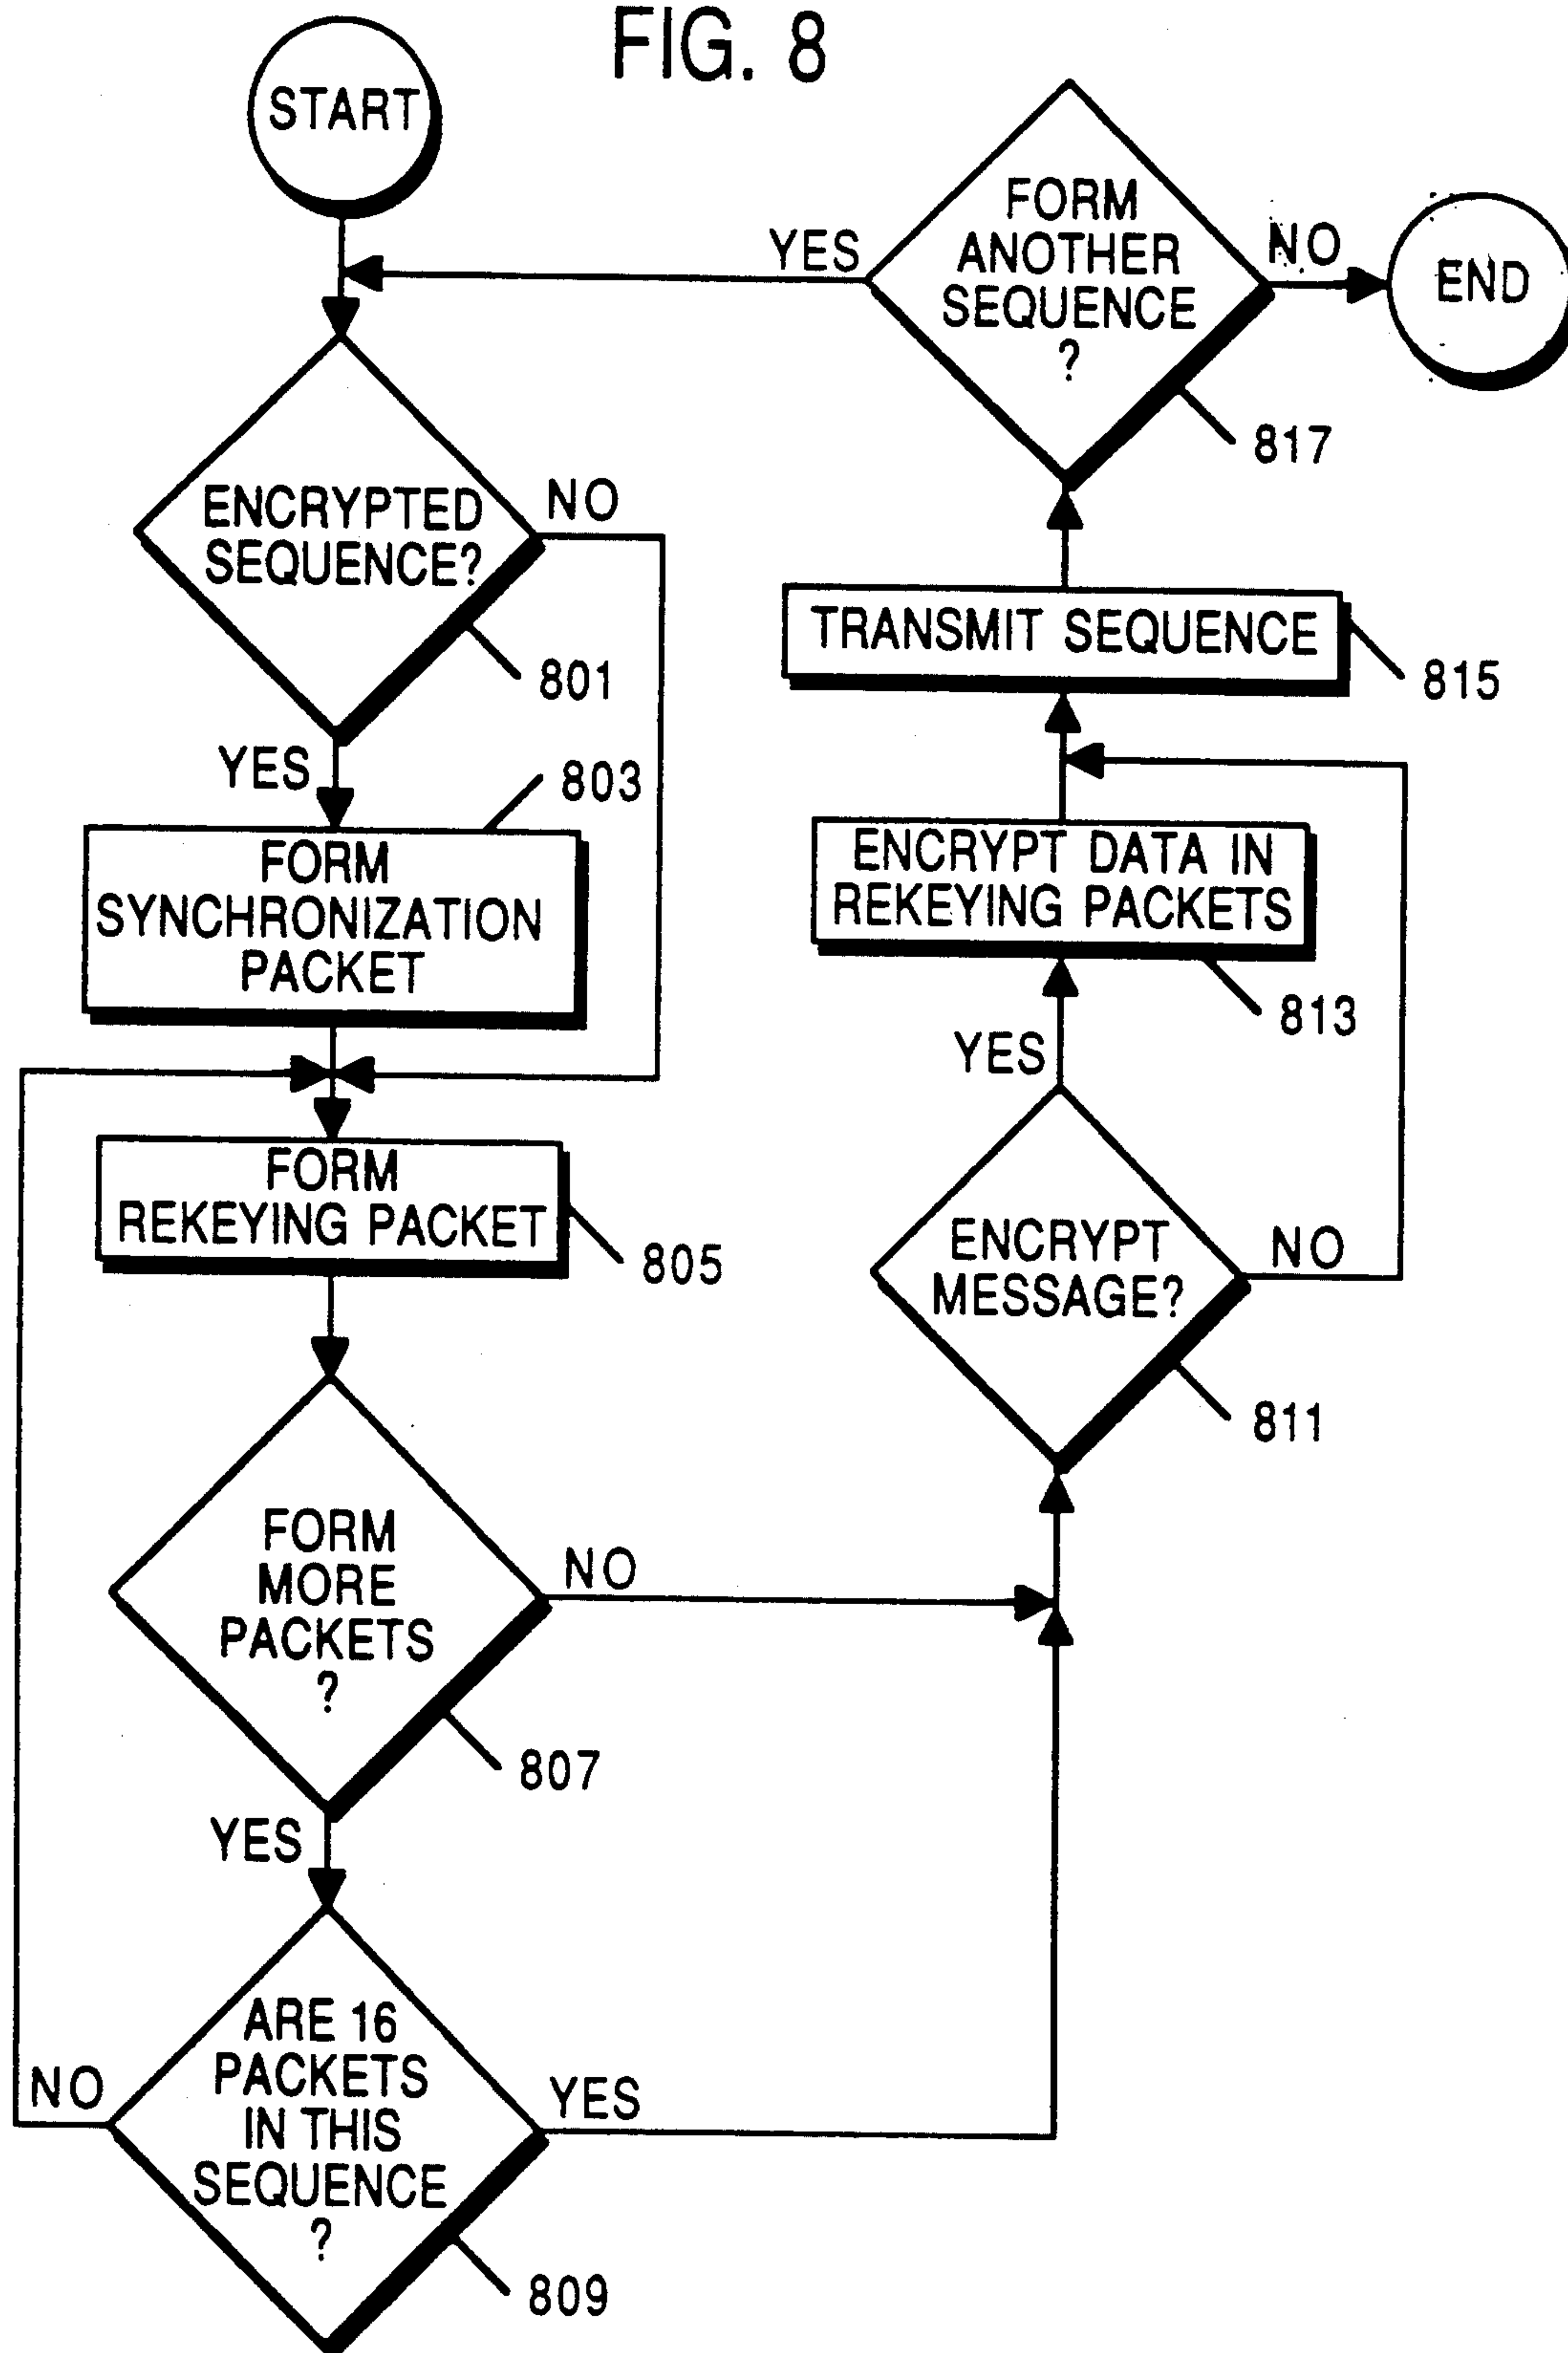 FIG. 8
START
YES
FORM
ANOTHER
SEQUENCE
?
NO
END
817
ENCRYPTED
SEQUENCE?
NO
801
YES
803
FORM
SYNCHRONIZATION
PACKET
FORM
REKEYING PACKET
805
FORM
MORE
PACKETS
?
NO
807
YES
ARE 16
PACKETS
IN THIS
SEQUENCE
?
NO
YES
809
ENCRYPT
MESSAGE?
NO
811
YES
ENCRYPT DATA IN
REKEYING PACKETS
813
TRANSMIT SEQUENCE
815